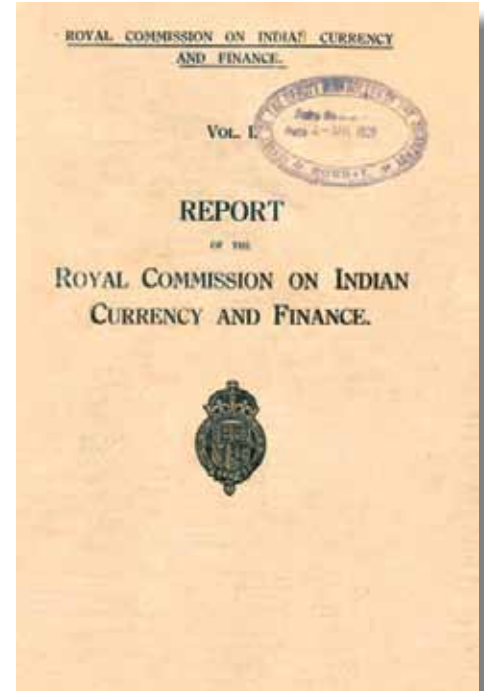 ROYAL COMMISSION ON INDIAN CURRENCY
AND FINANCE.
VOL. I.
REPORT
OF THE
ROYAL COMMISSION ON INDIAN
CURRENCY AND FINANCE.